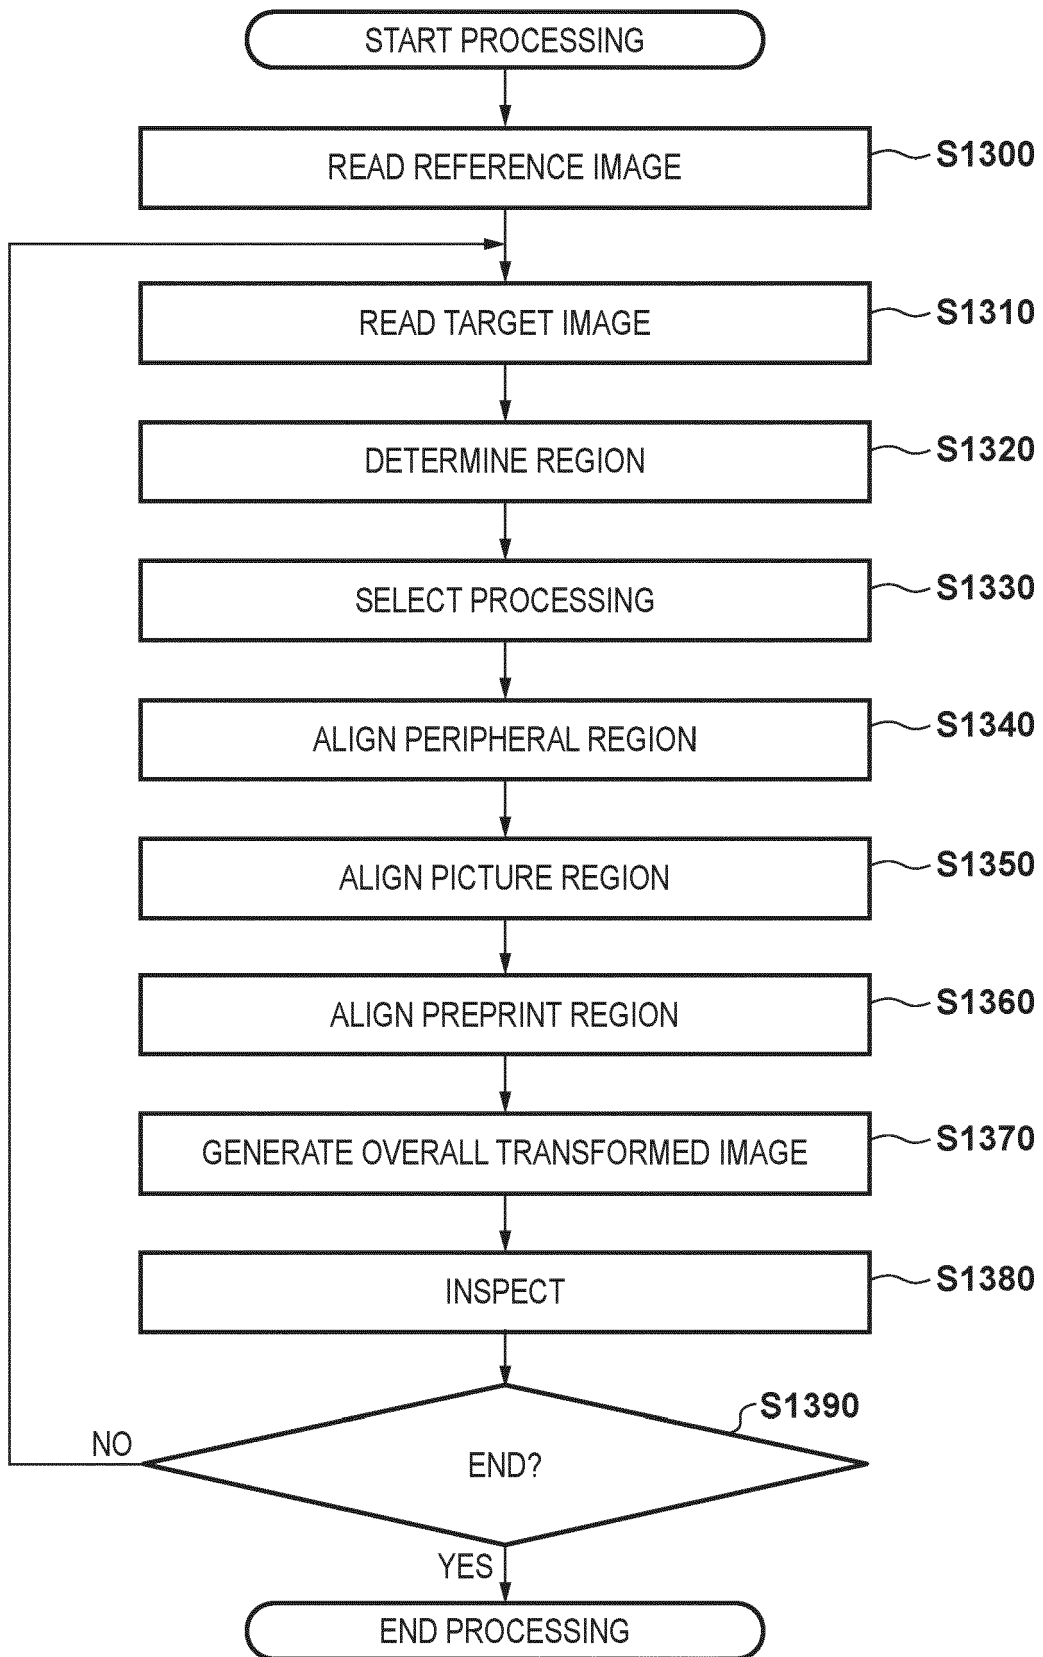 START PROCESSING
READ REFERENCE IMAGE
S1300
READ TARGET IMAGE
S1310
DETERMINE REGION
S1320
SELECT PROCESSING
S1330
ALIGN PERIPHERAL REGION
S1340
ALIGN PICTURE REGION
S1350
ALIGN PREPRINT REGION
S1360
GENERATE OVERALL TRANSFORMED IMAGE
S1370
INSPECT
S1380
S1390
NO
END?
YES
END PROCESSING